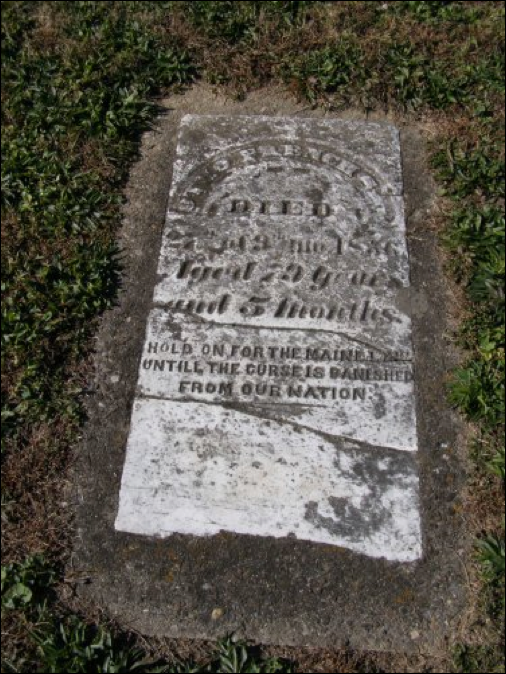 DIED
Aged 79 Years
and 5 months.
HOLD ON FOR THE MAINE LAW
UNTILL THE CURSE IS BANISHED
FROM OUR NATION.